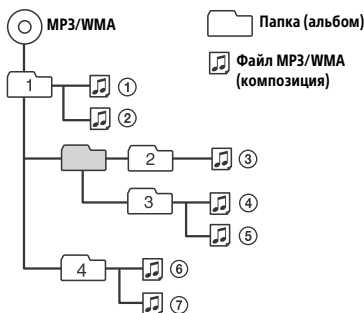 MP3/WMA
Папка (альбом)
Файл MP3/WMA
(композиция)
1
①
②
2
③
3
④
⑤
4
⑥
⑦